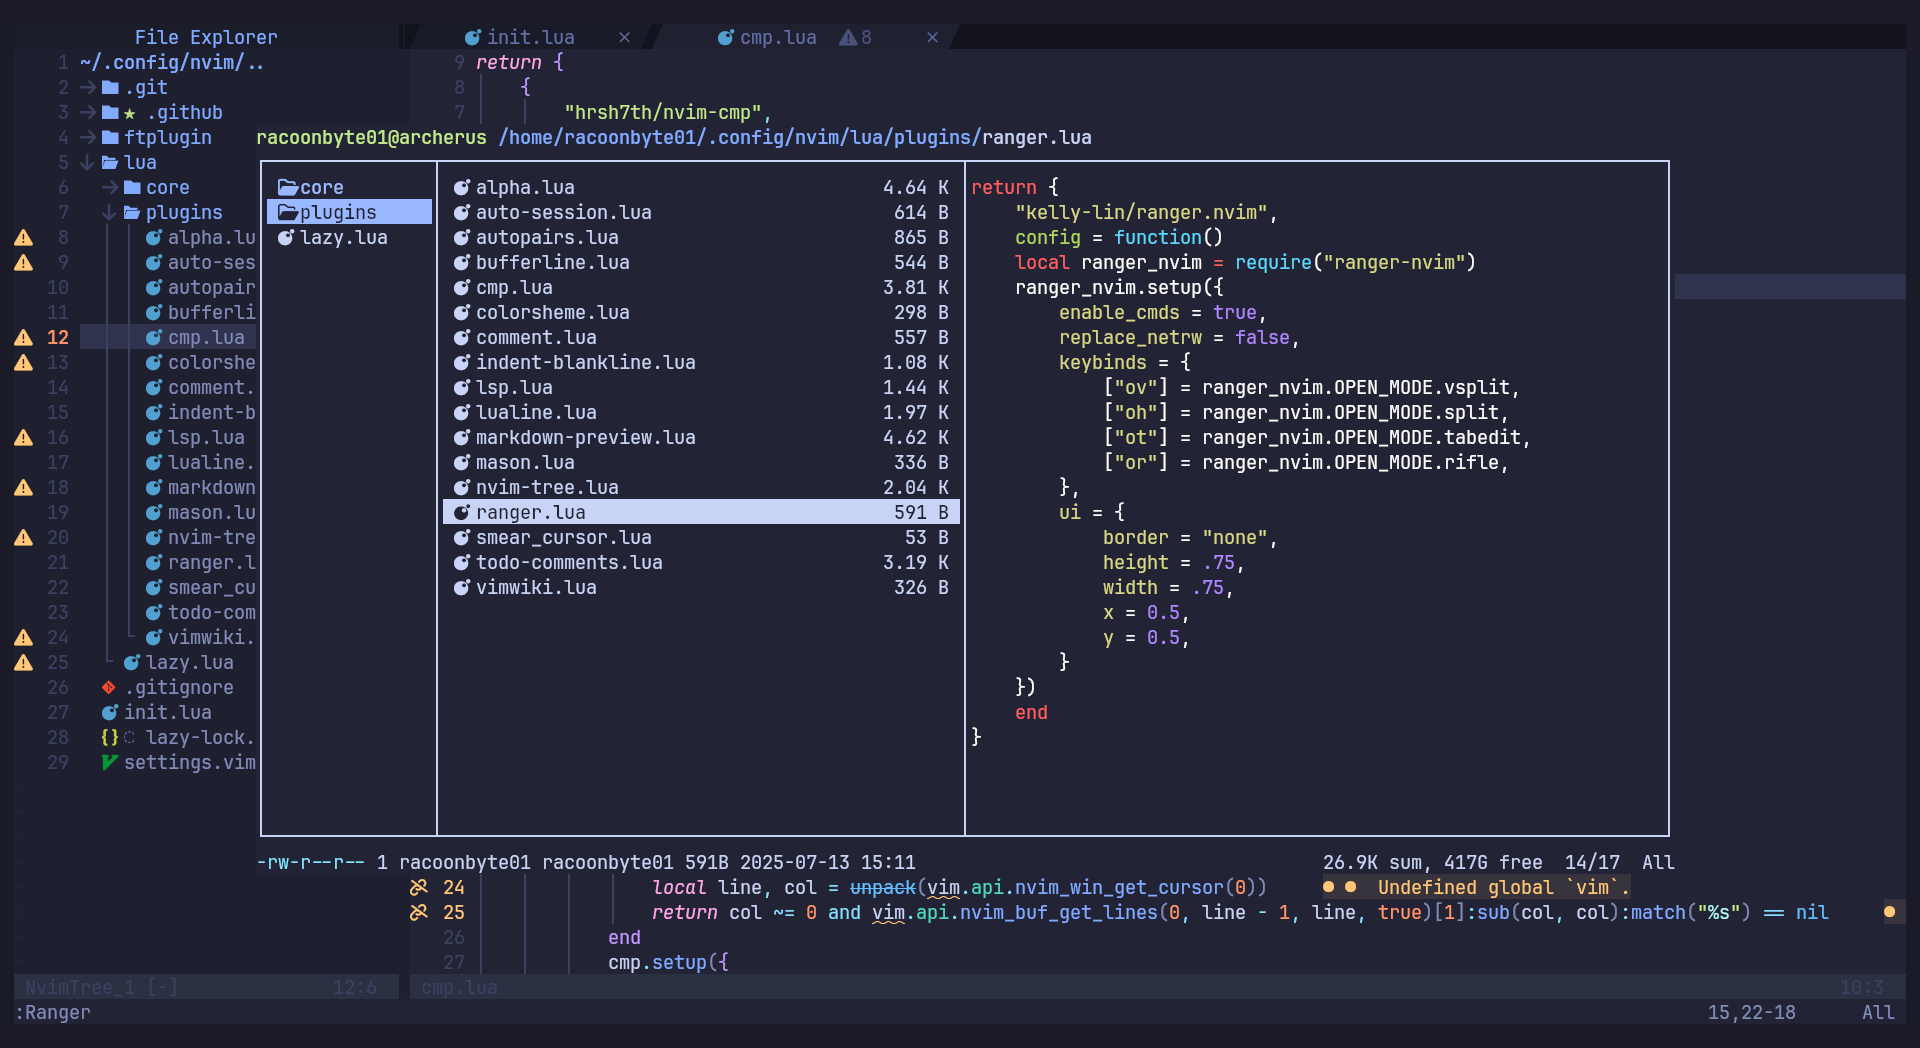 File Explorer
init.lua ×
cmp.lua 8 ×
1 ~/.config/nvim/..
2 .git
3 ★ .github
4 ftplugin
5 lua
6 core
7 plugins
8 alpha.lu
9 auto-ses
10 autopair
11 bufferli
12 cmp.lua
13 colorshe
14 comment.
15 indent-b
16 lsp.lua
17 lualine.
18 markdown
19 mason.lu
20 nvim-tre
21 ranger.l
22 smear_cu
23 todo-com
24 vimwiki.
25 lazy.lua
26 .gitignore
27 init.lua
28 {} lazy-lock.
29 settings.vim
9 return {
8 {
7 "hrsh7th/nvim-cmp",
racoonbyte01@archerus /home/racoonbyte01/.config/nvim/lua/plugins/ranger.lua
core
plugins
lazy.lua
alpha.lua 4.64 K
auto-session.lua 614 B
autopairs.lua 865 B
bufferline.lua 544 B
cmp.lua 3.81 K
colorsheme.lua 298 B
comment.lua 557 B
indent-blankline.lua 1.08 K
lsp.lua 1.44 K
lualine.lua 1.97 K
markdown-preview.lua 4.62 K
mason.lua 336 B
nvim-tree.lua 2.04 K
ranger.lua 591 B
smear_cursor.lua 53 B
todo-comments.lua 3.19 K
vimwiki.lua 326 B
return {
"kelly-lin/ranger.nvim",
config = function()
local ranger_nvim = require("ranger-nvim")
ranger_nvim.setup({
enable_cmds = true,
replace_netrw = false,
keybinds = {
["ov"] = ranger_nvim.OPEN_MODE.vsplit,
["oh"] = ranger_nvim.OPEN_MODE.split,
["ot"] = ranger_nvim.OPEN_MODE.tabedit,
["or"] = ranger_nvim.OPEN_MODE.rifle,
},
ui = {
border = "none",
height = .75,
width = .75,
x = 0.5,
y = 0.5,
}
})
end
}
-rw-r--r-- 1 racoonbyte01 racoonbyte01 591B 2025-07-13 15:11 26.9K sum, 417G free 14/17 All
24 local line, col = unpack(vim.api.nvim_win_get_cursor(0)) ● ● Undefined global `vim`.
25 return col ~= 0 and vim.api.nvim_buf_get_lines(0, line - 1, line, true)[1]:sub(col, col):match("%s") == nil ●
26 end
27 cmp.setup({
NvimTree_1 [-] 12:6
cmp.lua 10:3
:Ranger 15,22-18 All